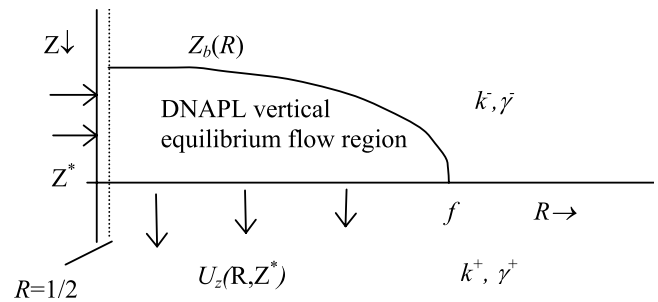 Z↓
Z_b(R)
DNAPL vertical
equilibrium flow region
k⁻,γ⁻
Z*
f
R→
U_z(R,Z*)
k⁺, γ⁺
R=1/2